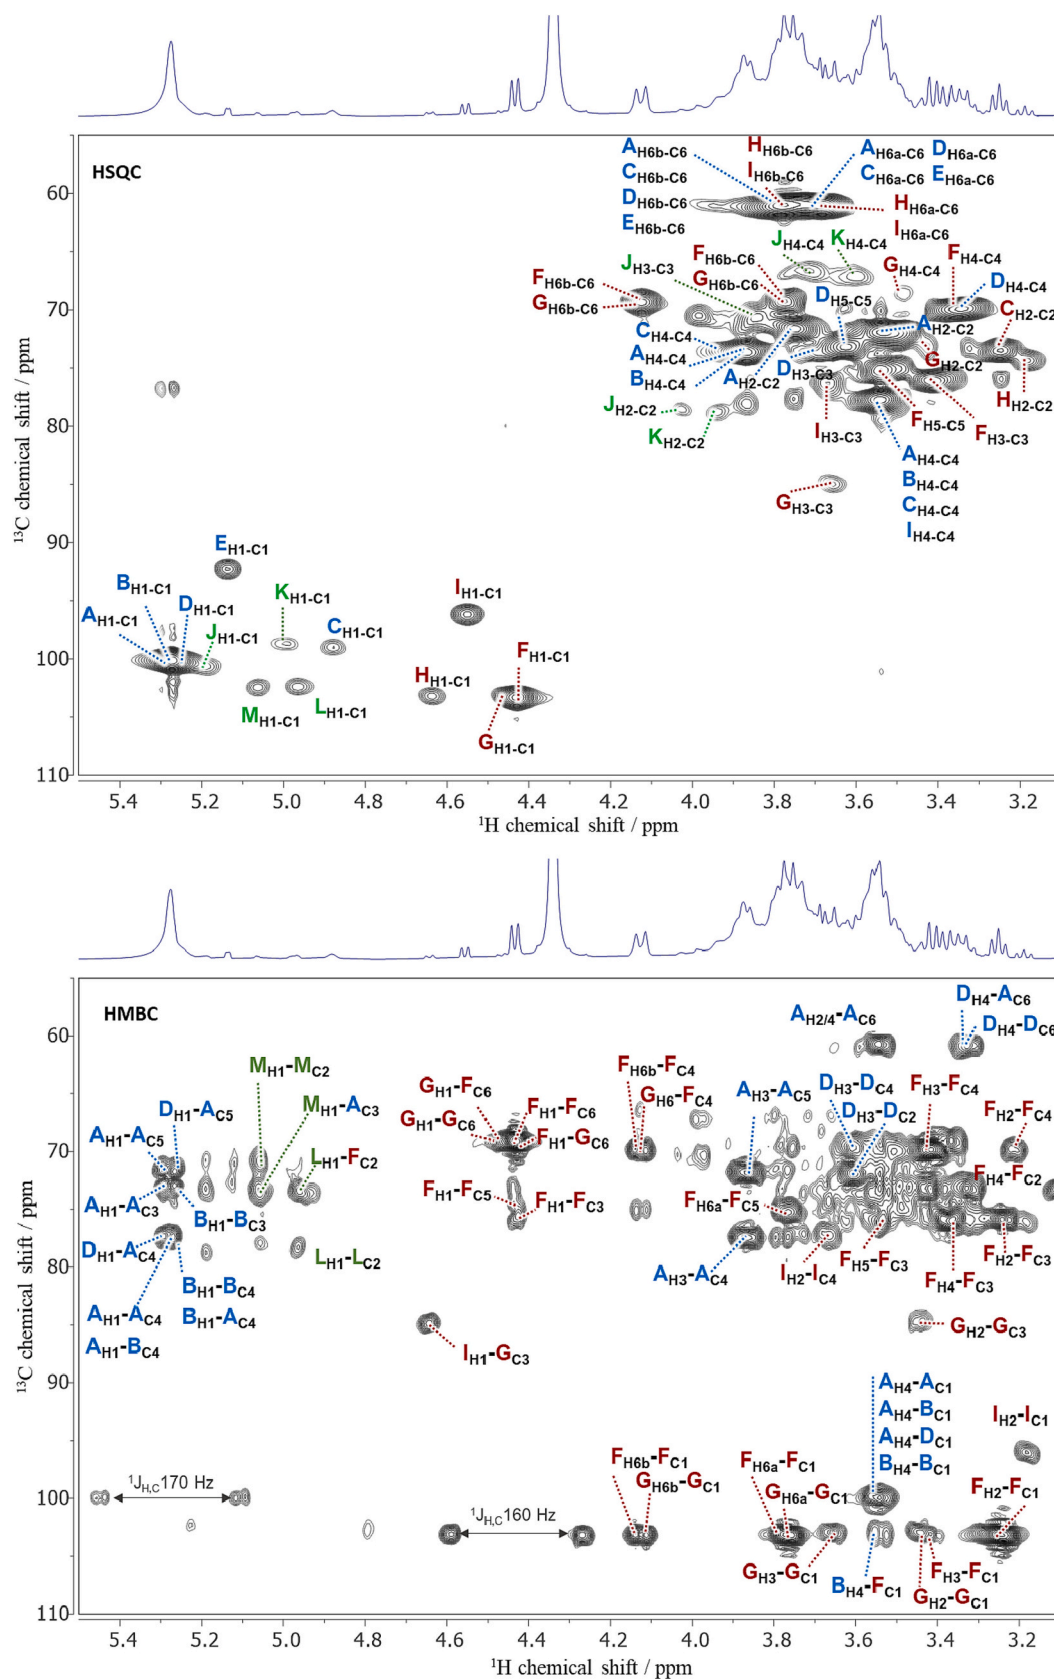 HSQC
A H6b-C6
C H6b-C6
D H6b-C6
E H6b-C6
H H6b-C6
I H6b-C6
A H6a-C6 D H6a-C6
C H6a-C6 E H6a-C6
H H6a-C6
I H6a-C6
J H4-C4
K H4-C4
J H3-C3
F H6b-C6
G H6b-C6
G H4-C4
F H4-C4
F H6b-C6
G H6b-C6
D H5-C5
D H4-C4
C H2-C2
C H4-C4
A H4-C4
B H4-C4
A H2-C2
G H2-C2
A H2-C2
D H3-C3
H H2-C2
J H2-C2
K H2-C2
I H3-C3
F H5-C5
F H3-C3
A H4-C4
B H4-C4
C H4-C4
I H4-C4
G H3-C3
E H1-C1
B H1-C1
D H1-C1
A H1-C1
J H1-C1
K H1-C1
C H1-C1
I H1-C1
F H1-C1
H H1-C1
M H1-C1
L H1-C1
G H1-C1
60
70
80
90
100
110
13C chemical shift / ppm
5.4 5.2 5.0 4.8 4.6 4.4 4.2 4.0 3.8 3.6 3.4 3.2
1H chemical shift / ppm
HMBC
A H2/4-A C6
D H4-A C6
D H4-D C6
M H1-M C2
M H1-A C3
G H1-F C6
G H1-G C6
F H1-F C6
F H1-G C6
F H6b-F C4
G H6-F C4
A H3-A C5
D H3-D C4
D H3-D C2
F H3-F C4
F H2-F C4
D H1-A C5
A H1-A C5
L H1-F C2
F H4-F C2
A H1-A C3
B H1-B C3
F H1-F C5
F H1-F C3
F H6a-F C5
D H1-A C4
L H1-L C2
A H3-A C4
I H2-I C4
F H5-F C3
F H4-F C3
F H2-F C3
B H1-B C4
A H1-A C4
B H1-A C4
A H1-B C4
I H1-G C3
G H2-G C3
A H4-A C1
A H4-B C1
A H4-D C1
B H4-B C1
I H2-I C1
F H6b-F C1
G H6b-G C1
F H6a-F C1
G H6a-G C1
F H2-F C1
1J H,C 170 Hz
1J H,C 160 Hz
G H3-G C1
B H4-F C1
F H3-F C1
G H2-G C1
60
70
80
90
100
110
13C chemical shift / ppm
5.4 5.2 5.0 4.8 4.6 4.4 4.2 4.0 3.8 3.6 3.4 3.2
1H chemical shift / ppm